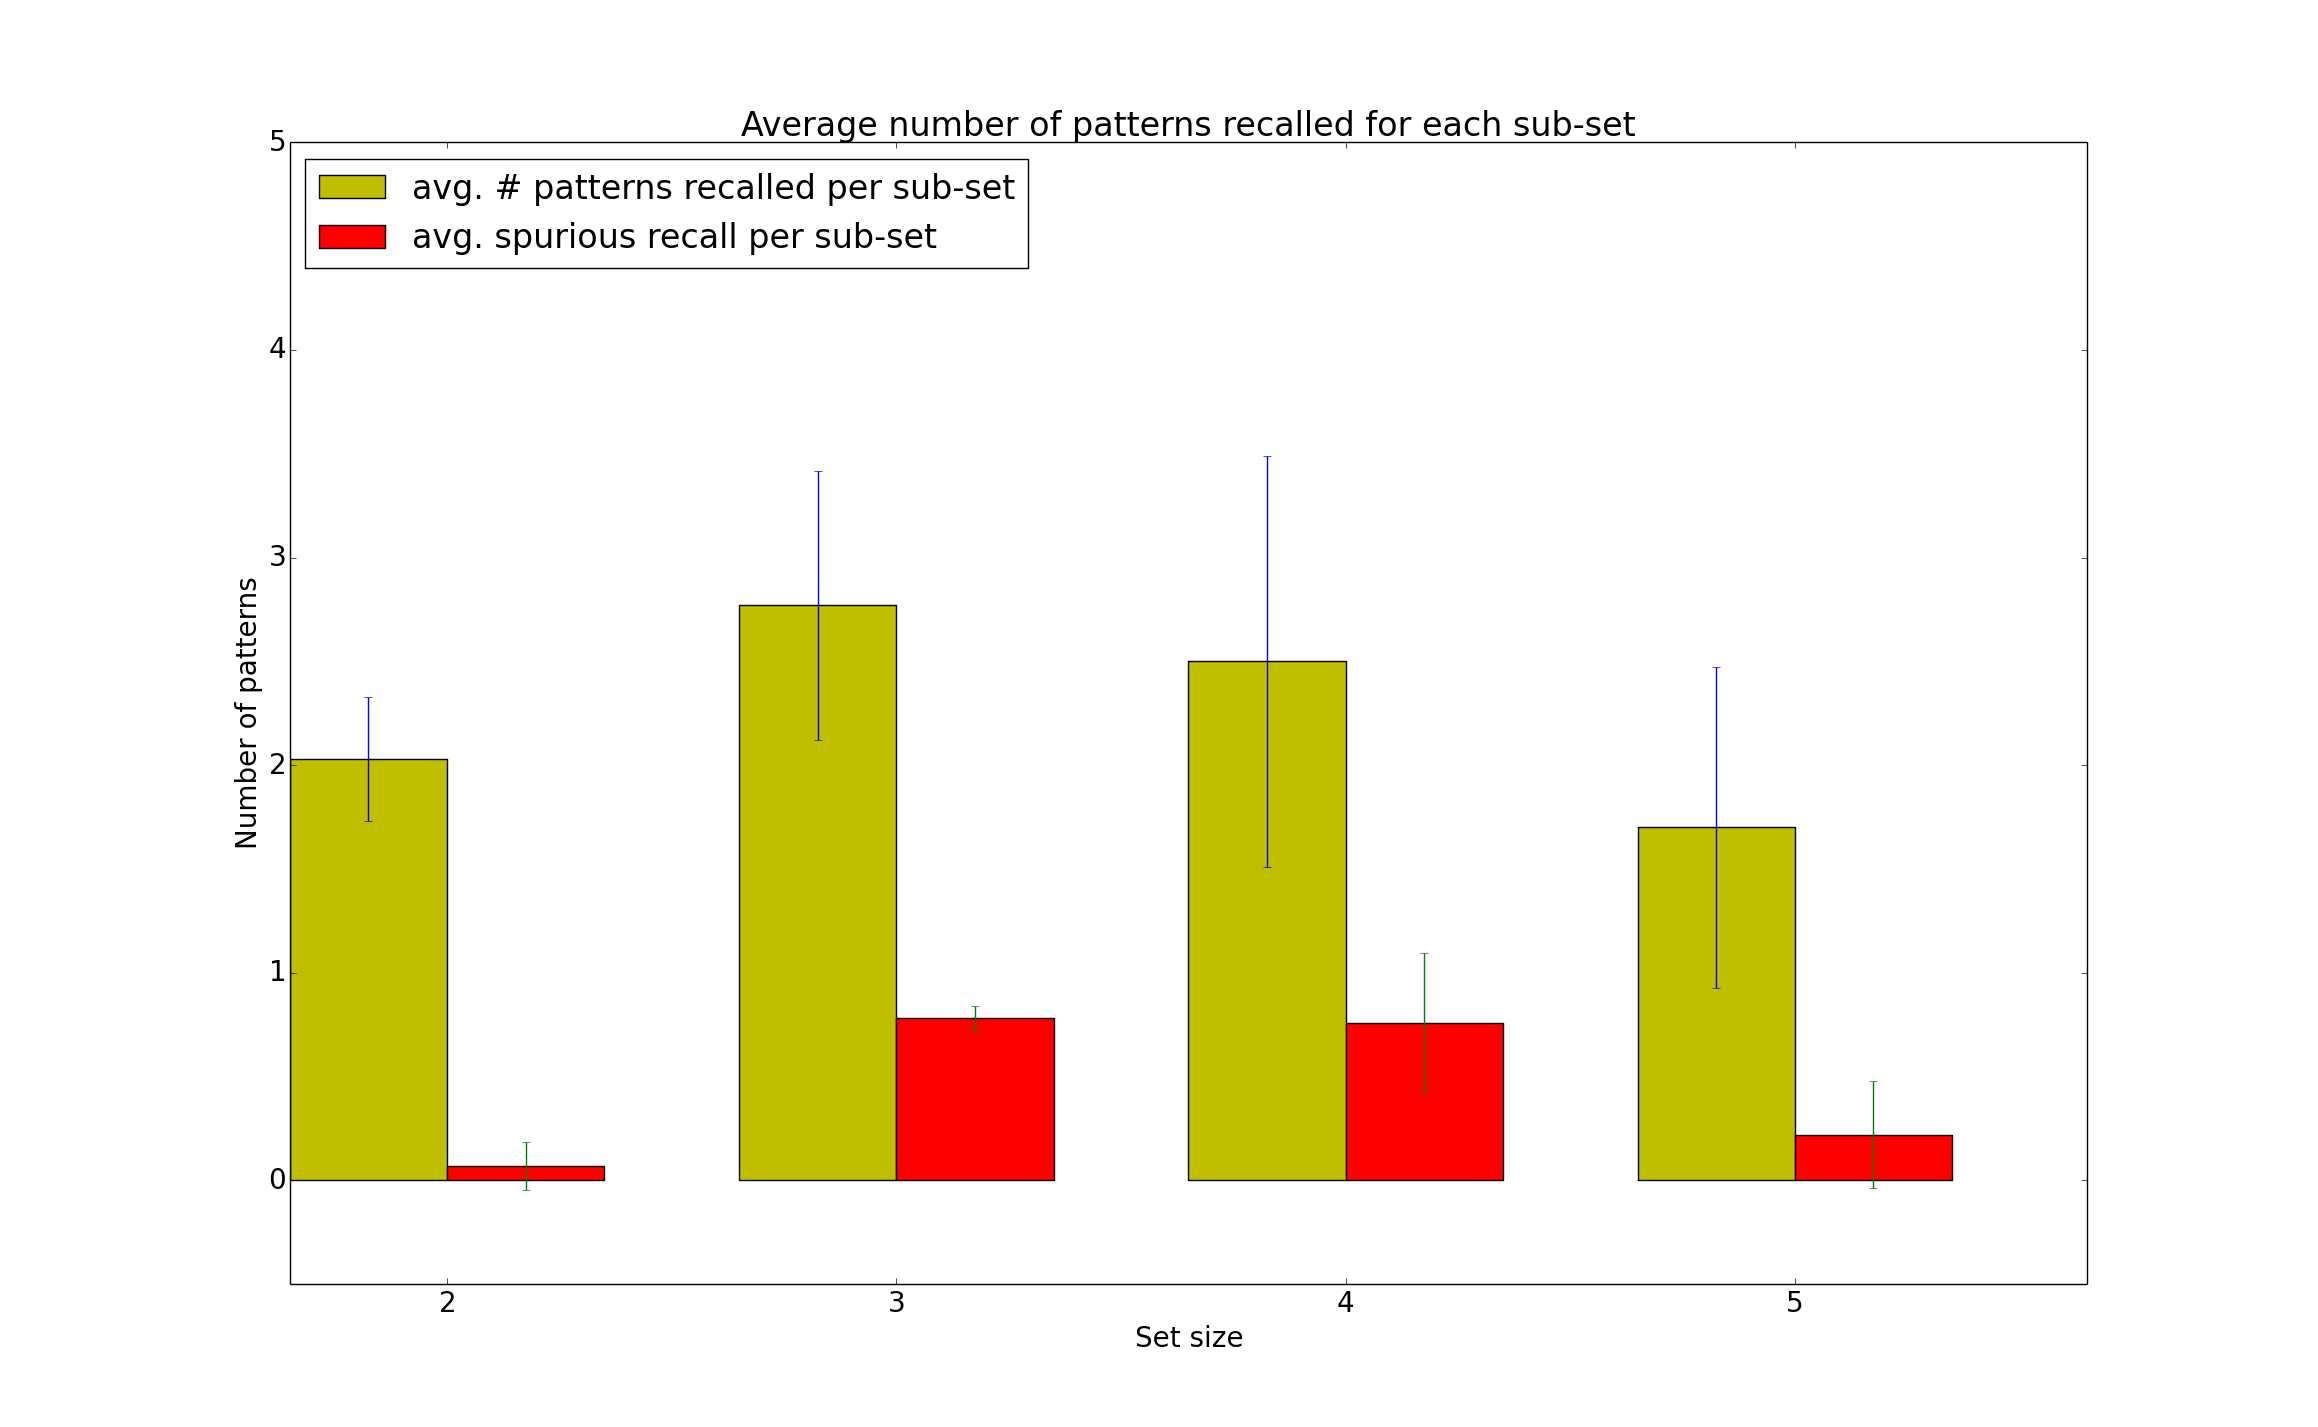 Average number of patterns recalled for each sub-set
5
avg. # patterns recalled per sub-set
avg. spurious recall per sub-set
4
3
2
1
0
Number of patterns
2 3 4 5
Set size